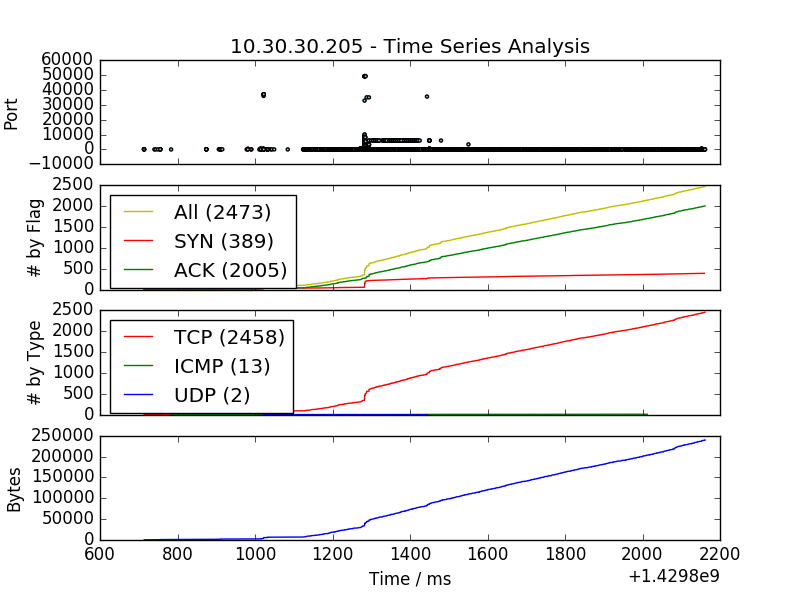 10.30.30.205 - Time Series Analysis
60000
50000
40000
30000
20000
10000
0
−10000
Port
2500
2000
1500
1000
500
0
# by Flag
All (2473)
SYN (389)
ACK (2005)
2500
2000
1500
1000
500
0
# by Type
TCP (2458)
ICMP (13)
UDP (2)
250000
200000
150000
100000
50000
0
Bytes
600 800 1000 1200 1400 1600 1800 2000 2200
Time / ms
+1.4298e9